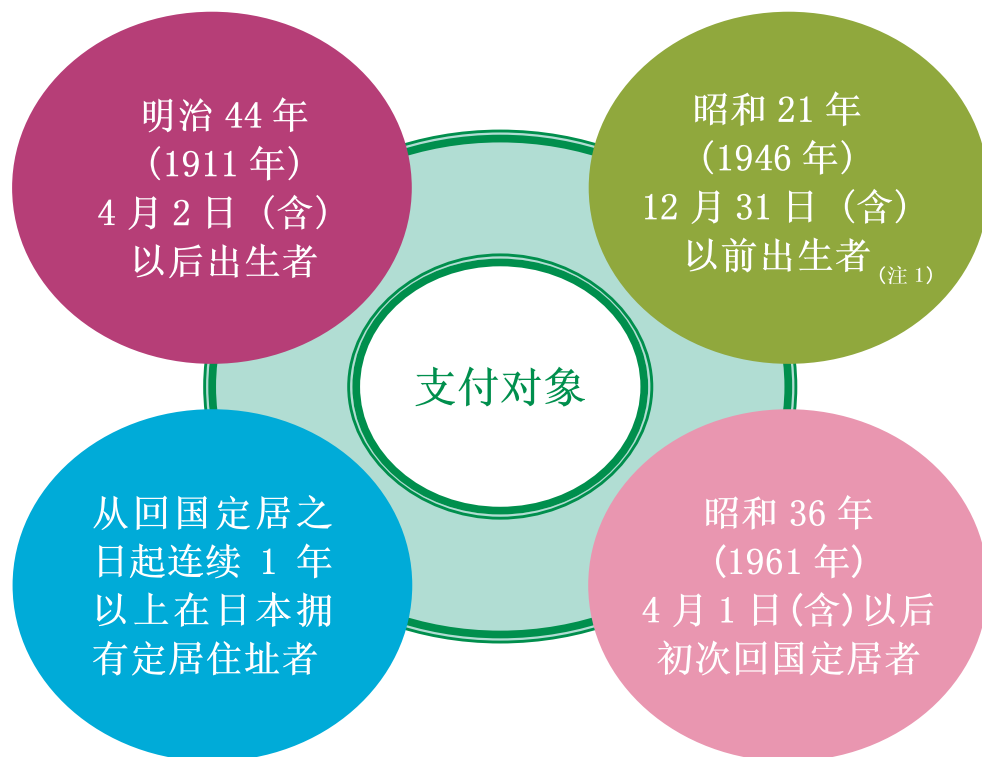 明治 44 年
（1911 年）
4 月 2 日（含）
以后出生者
昭和 21 年
（1946 年）
12 月 31 日（含）
以前出生者（注 1）
支付对象
从回国定居之
日起连续 1 年
以上在日本拥
有定居住址者
昭和 36 年
（1961 年）
4 月 1 日（含）以后
初次回国定居者